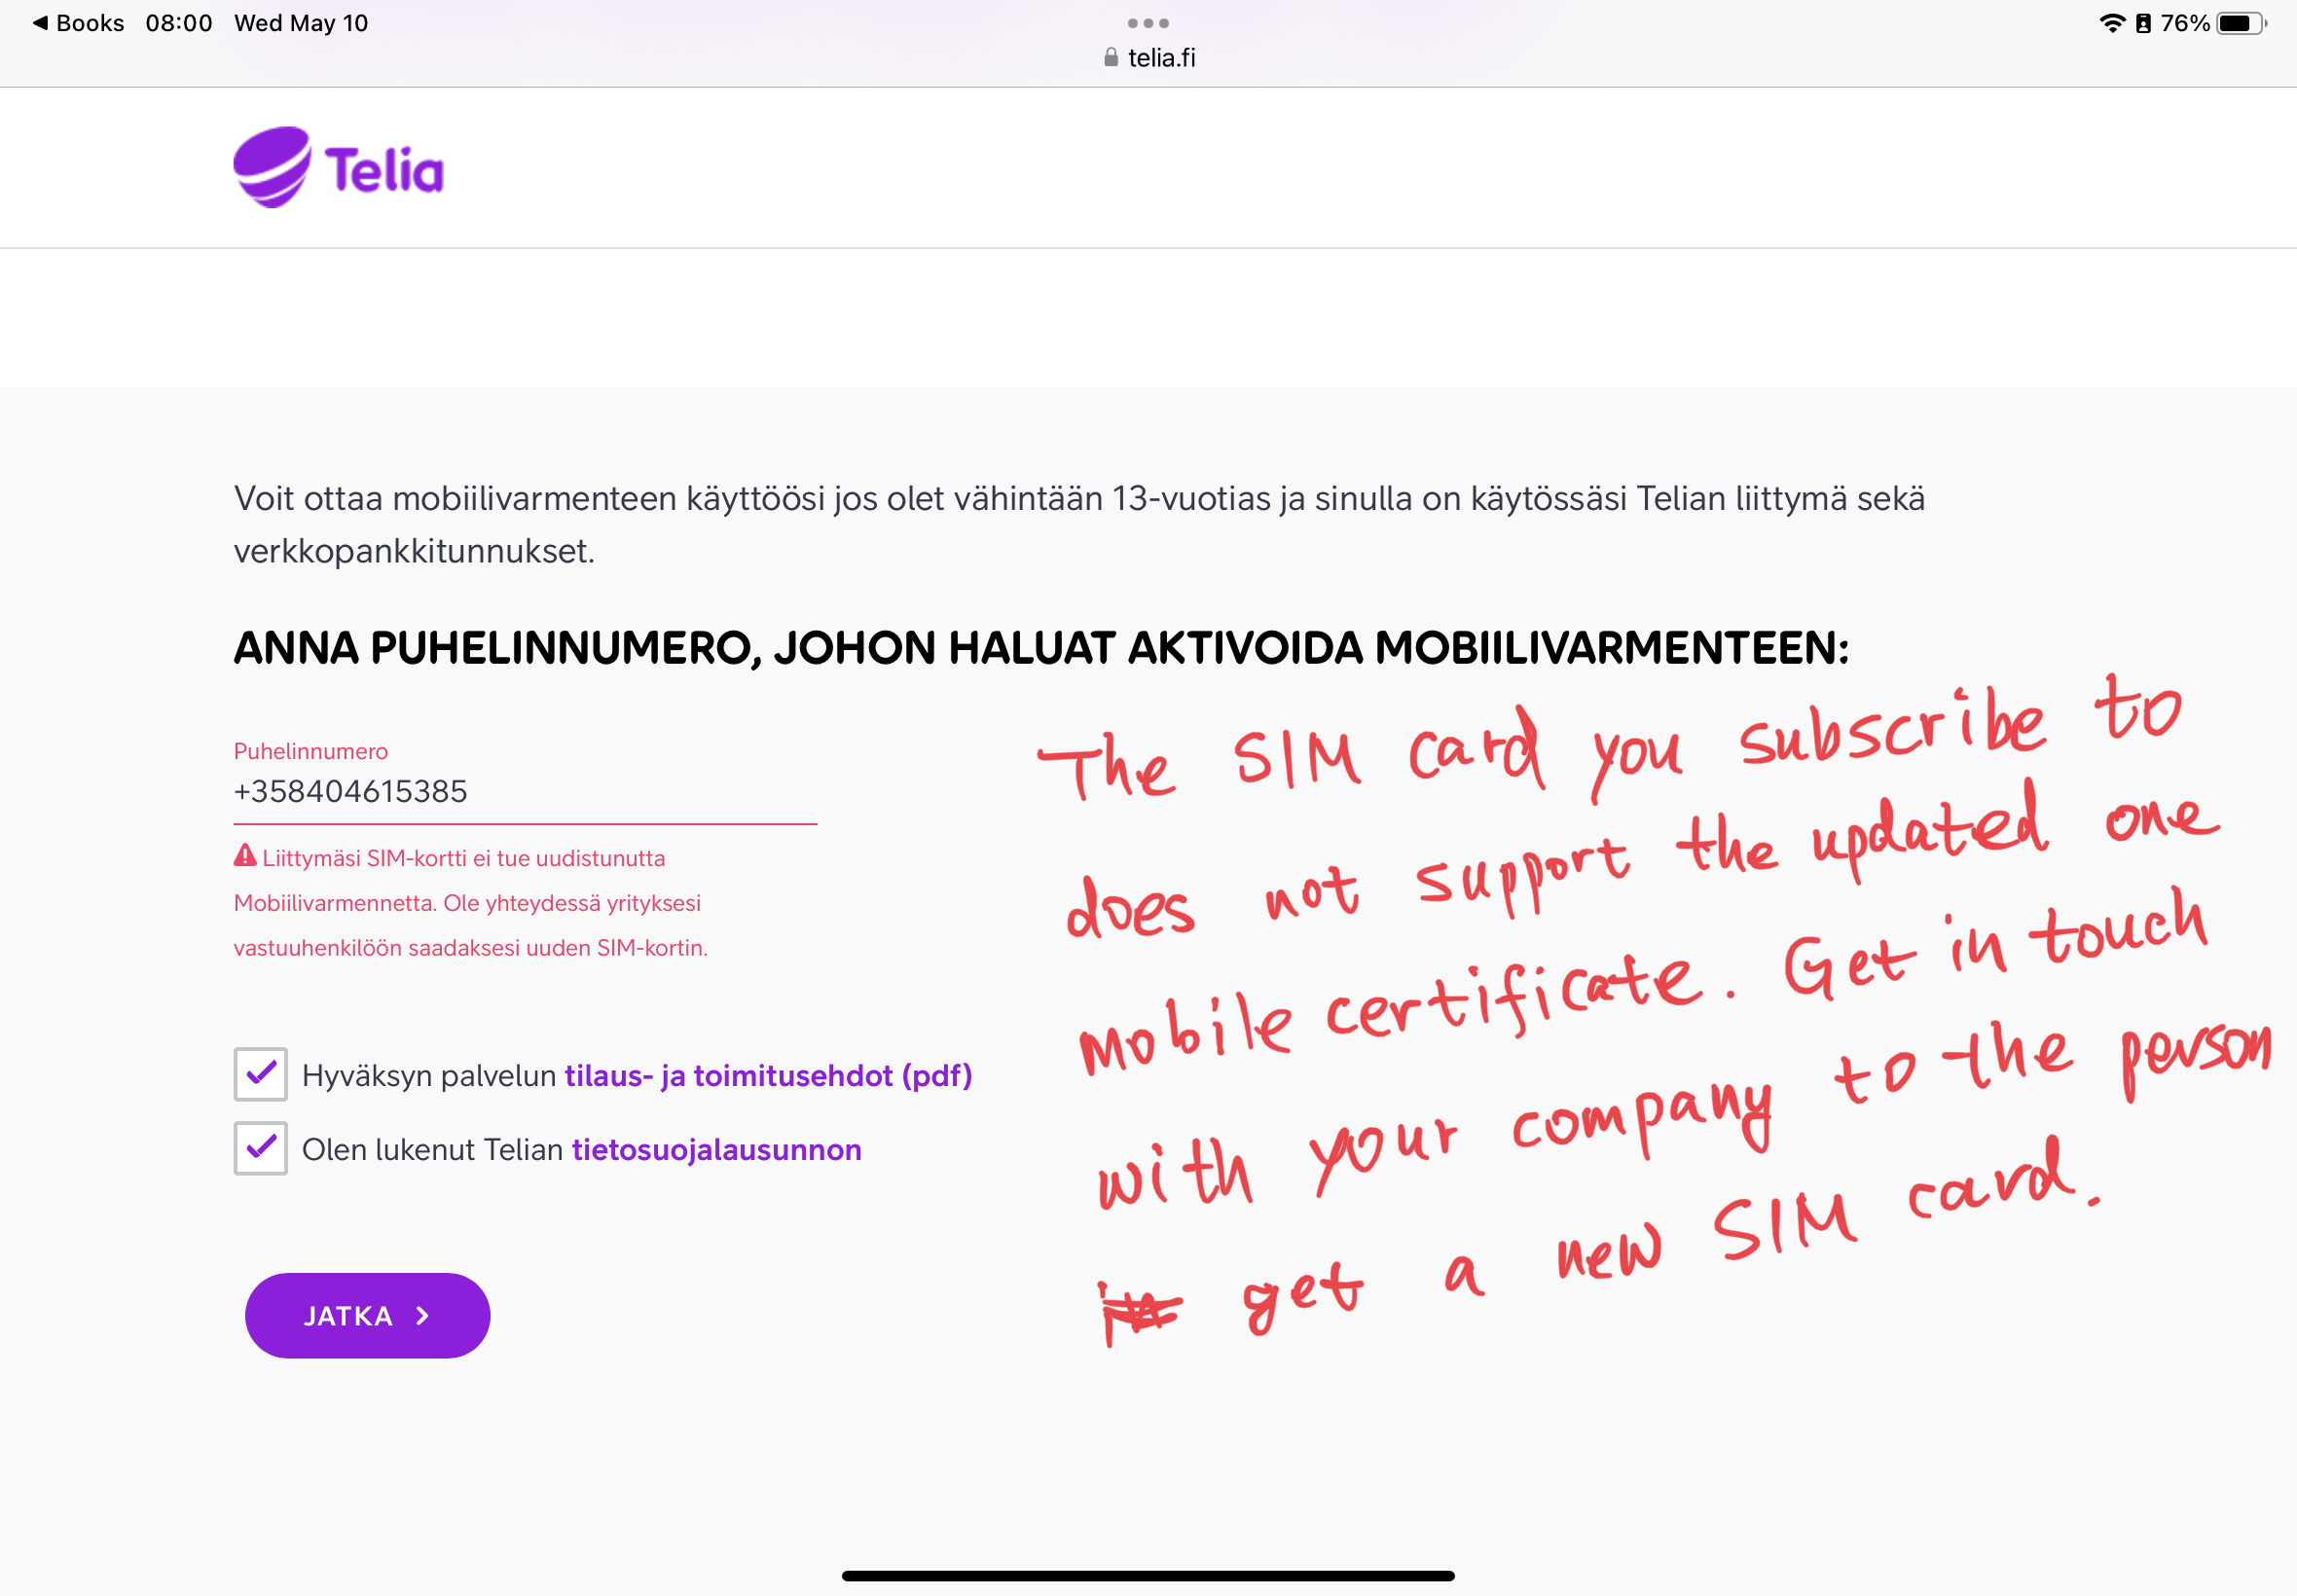 Books 08:00 Wed May 10
76%
telia.fi
Telia
Voit ottaa mobiilivarmenteen käyttöösi jos olet vähintään 13-vuotias ja sinulla on käytössäsi Telian liittymä sekä
verkkopankkitunnukset.
ANNA PUHELINNUMERO, JOHON HALUAT AKTIVOIDA MOBIILIVARMENTEEN:
Puhelinnumero
+358404615385
Liittymäsi SIM-kortti ei tue uudistunutta
Mobiilivarmennetta. Ole yhteydessä yrityksesi
vastuuhenkilöön saadaksesi uuden SIM-kortin.
Hyväksyn palvelun tilaus- ja toimitusehdot (pdf)
Olen lukenut Telian tietosuojalausunnon
JATKA
The SIM card you subscribe to
does not support the updated one
mobile certificate. Get in touch
with your company to the person
get a new SIM card.